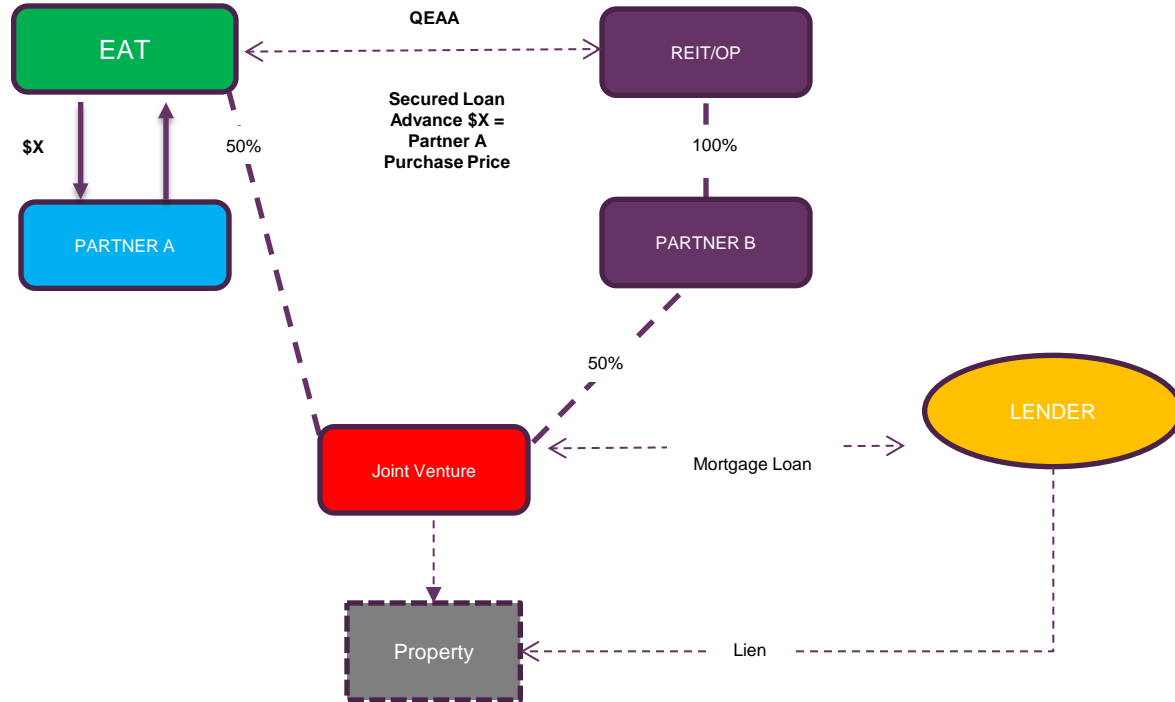 QEAA
EAT
REIT/OP
Secured Loan
Advance $X =
Partner A
Purchase Price
$X
50%
100%
PARTNER A
PARTNER B
50%
LENDER
Joint Venture
Mortgage Loan
Property
Lien